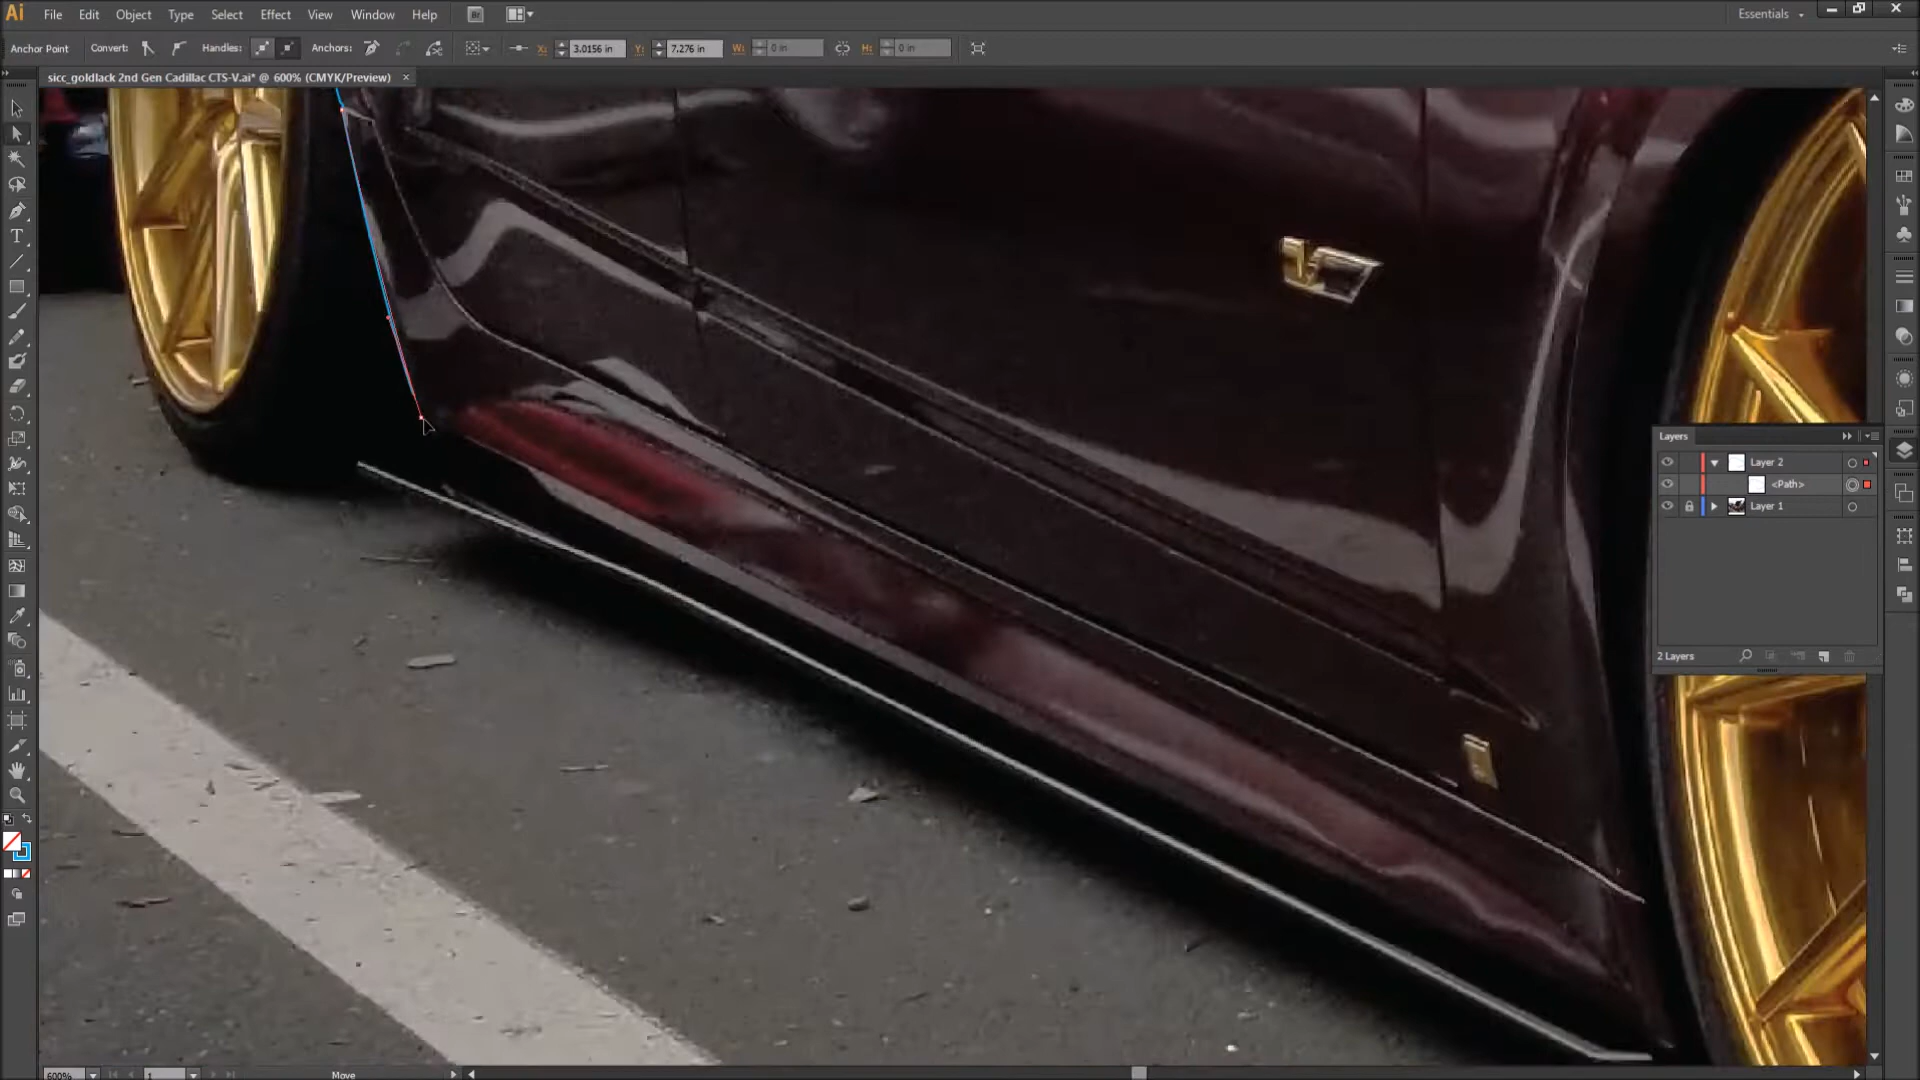 Ai File Edit Object Type Select Effect View Window Help Br Essentials
Anchor Point Convert: Handles: Anchors: X: 3.0156 in Y: 7.276 in W: 0 in H: 0 in
sicc_goldlack 2nd Gen Cadillac CTS-V.ai* @ 600% (CMYK/Preview) ×
T
Layers
Layer 2
<Path>
Layer 1
2 Layers
600% 1 Move